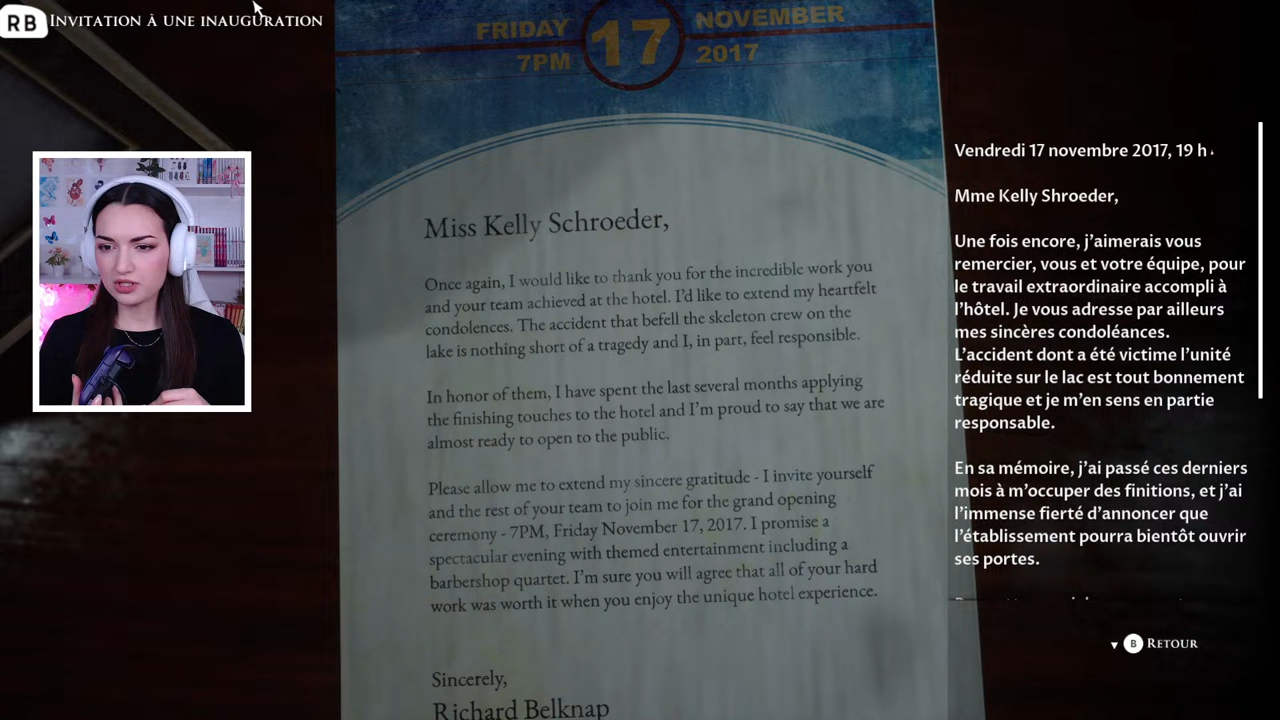 RB INVITATION À UNE INAUGURATION
FRIDAY 17 NOVEMBER
7PM 2017
Miss Kelly Schroeder,
Once again, I would like to thank you for the incredible work you
and your team achieved at the hotel. I'd like to extend my heartfelt
condolences. The accident that befell the skeleton crew on the
lake is nothing short of a tragedy and I, in part, feel responsible.
In honor of them, I have spent the last several months applying
the finishing touches to the hotel and I'm proud to say that we are
almost ready to open to the public.
Please allow me to extend my sincere gratitude - I invite yourself
and the rest of your team to join me for the grand opening
ceremony - 7PM, Friday November 17, 2017. I promise a
spectacular evening with themed entertainment including a
barbershop quartet. I'm sure you will agree that all of your hard
work was worth it when you enjoy the unique hotel experience.
Sincerely,
Richard Belknap
Vendredi 17 novembre 2017, 19 h
Mme Kelly Shroeder,
Une fois encore, j'aimerais vous
remercier, vous et votre équipe, pour
le travail extraordinaire accompli à
l'hôtel. Je vous adresse par ailleurs
mes sincères condoléances.
L'accident dont a été victime l'unité
réduite sur le lac est tout bonnement
tragique et je m'en sens en partie
responsable.
En sa mémoire, j'ai passé ces derniers
mois à m'occuper des finitions, et j'ai
l'immense fierté d'annoncer que
l'établissement pourra bientôt ouvrir
ses portes.
B RETOUR